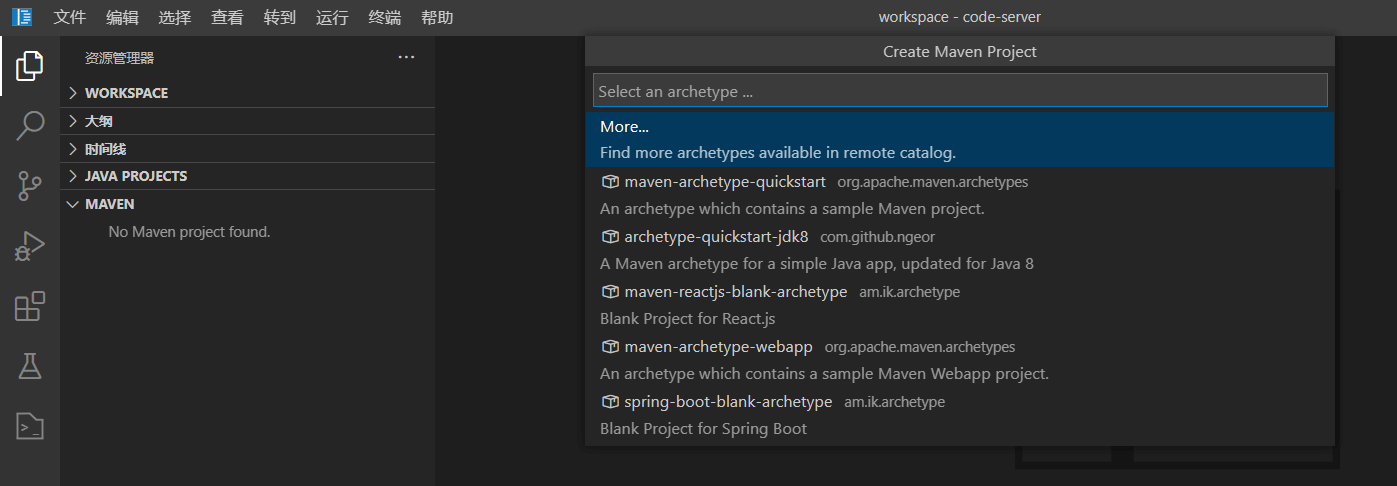 文件 编辑 选择 查看 转到 运行 终端 帮助 workspace - code-server
资源管理器 ···
WORKSPACE
大纲
时间线
JAVA PROJECTS
MAVEN
No Maven project found.
Create Maven Project
Select an archetype ...
More...
Find more archetypes available in remote catalog.
maven-archetype-quickstart org.apache.maven.archetypes
An archetype which contains a sample Maven project.
archetype-quickstart-jdk8 com.github.ngeor
A Maven archetype for a simple Java app, updated for Java 8
maven-reactjs-blank-archetype am.ik.archetype
Blank Project for React.js
maven-archetype-webapp org.apache.maven.archetypes
An archetype which contains a sample Maven Webapp project.
spring-boot-blank-archetype am.ik.archetype
Blank Project for Spring Boot